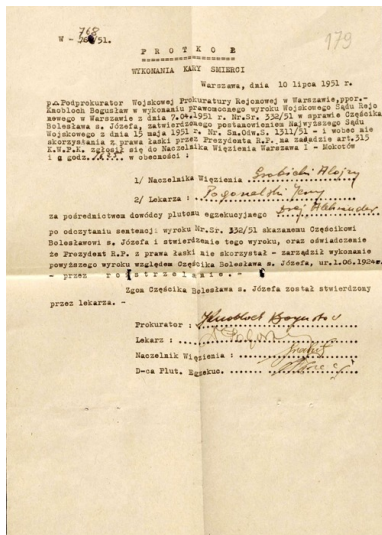 768
W - /51.
179
P R O T K O R
WYKONANIA KARY SMIERCI
Warszawa, dnia 10 lipca 1951 r.
p.o.Podprokurator Wojskowej Prokuratury Rejonowej w Warszawie,ppor.-
Knobloch Bogusław w wykonaniu prawomocnego wyroku Wojskowego Sądu Rejo
nowego w Warszawie z dnia 7.04.1951 r. Nr.Sr. 332/51 w sprawie Częścika
Bolesława s. Józefa, zatwierdzonego postanowieniem Najwyższego Sądu
Wojskowego z dnia 15 maja 1951 r. Nr. Sn.Odw.S. 1311/51 - i wobec nie
skorzystania z prawa łaski przez Prezydenta R.P. na zasadzie art.315
K.W.P.K. zgłosił się do Naczelnika Więzienia Warszawa I - Mokotów
o godz. w obecności :
1/ Naczelnika Więzienia Grabicki Alojzy
2/ Lekarza : Jerzy
za pośrednictwem dowódcy plutonu egzekucyjnego Aleksander
po odczytaniu sentencji wyroku Nr.Sr. 332/51 skazanemu Częścikowi
Bolesławowi s. Józefa i stwierdzenie tego wyroku, oraz oświadczenie
że Prezydent R.P. z prawa łaski nie skorzystał - zarządził wykonanie
powyższego wyroku względem Częścika Bolesława s. Józefa, ur.1.06.1924r.
- przez r o z s t r z e l a n i e . -
Zgon Częścika Bolesława s. Józefa został stwierdzony
przez lekarza. -
Prokurator : Knobloch Bogusław
Lekarz :
Naczelnik Więzienia :
D-ca Plut. Egzekuc.